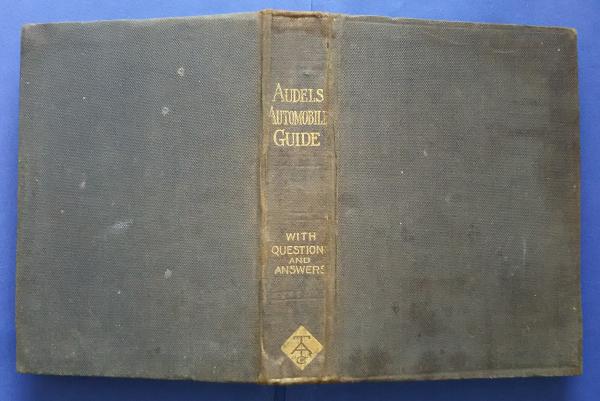 AUDELS
AUTOMOBILE
GUIDE
WITH
QUESTIONS
AND
ANSWERS